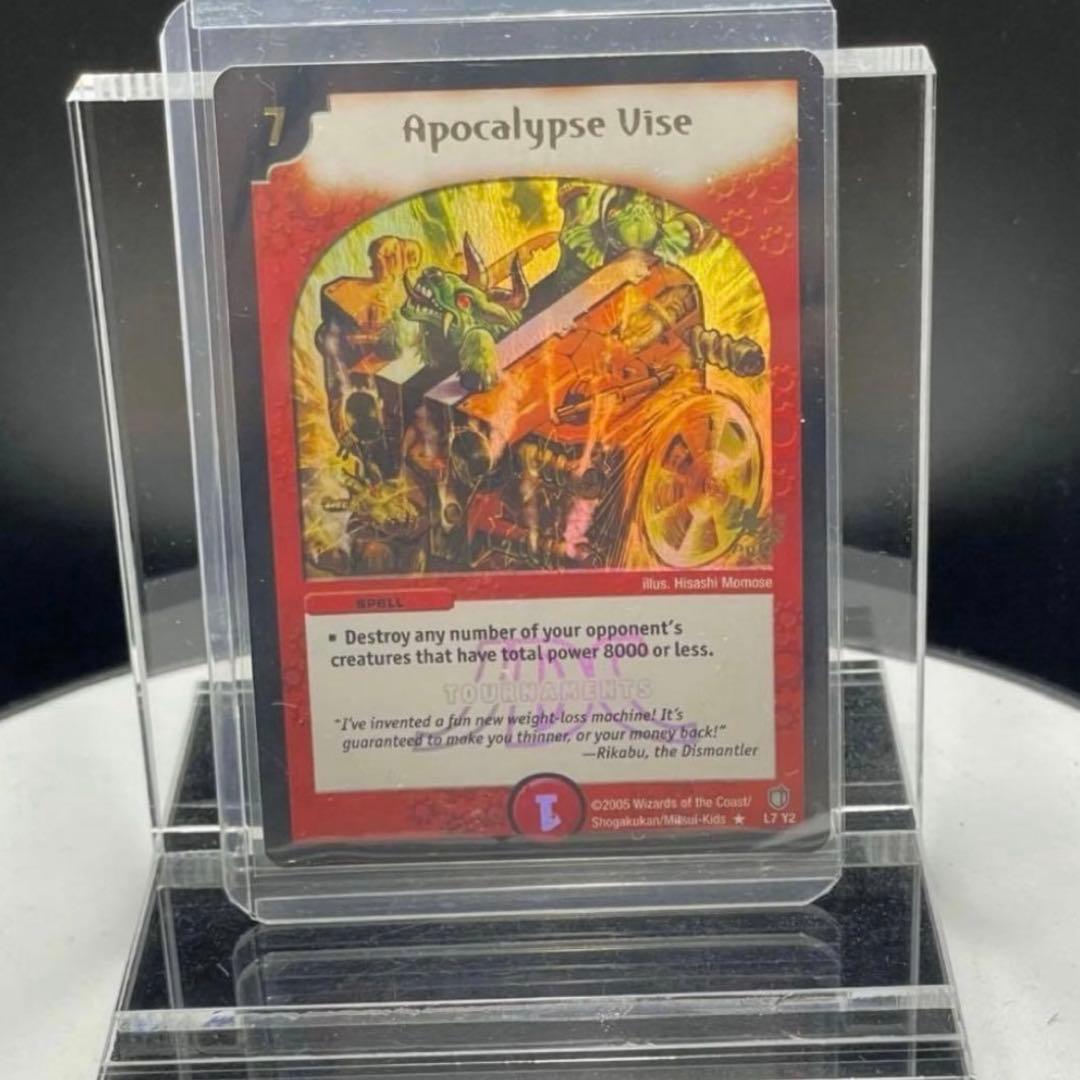 7
Apocalypse Vise
illus. Hisashi Momose
SPELL
▪ Destroy any number of your opponent's
creatures that have total power 8000 or less.
TOURNAMENTS
"I've invented a fun new weight-loss machine! It's
guaranteed to make you thinner, or your money back!"
—Rikabu, the Dismantler
1
©2005 Wizards of the Coast/
Shogakukan/Mitsui-Kids ★ L7 Y2